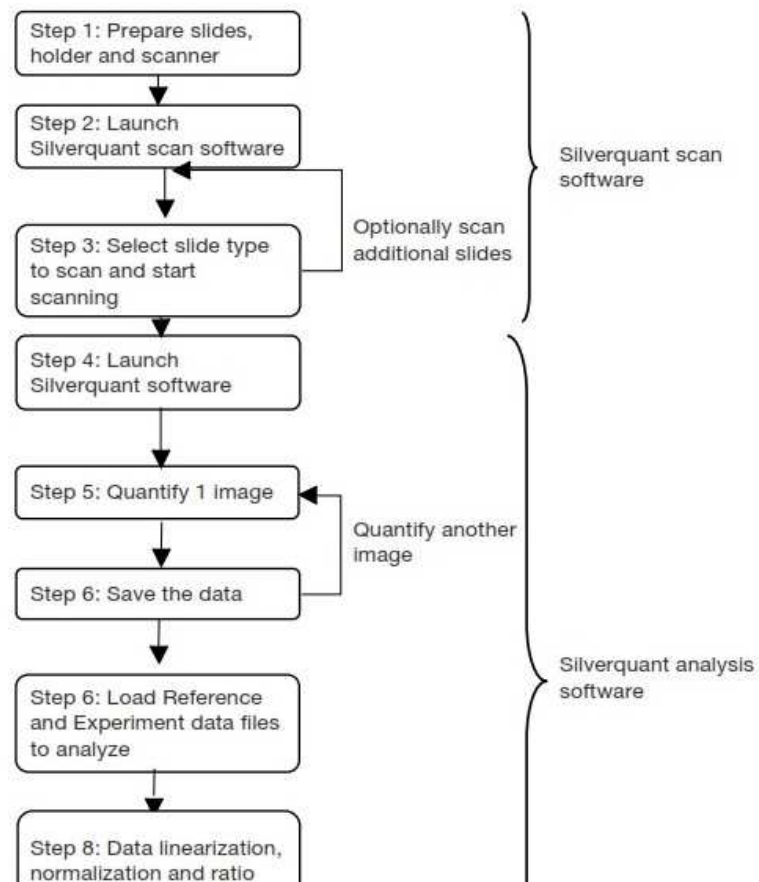 Step 1: Prepare slides,
holder and scanner
Step 2: Launch
Silverquant scan software
Silverquant scan
software
Optionally scan
additional slides
Step 3: Select slide type
to scan and start
scanning
Step 4: Launch
Silverquant software
Step 5: Quantify 1 image
Quantify another
image
Step 6: Save the data
Silverquant analysis
software
Step 6: Load Reference
and Experiment data files
to analyze
Step 8: Data linearization,
normalization and ratio